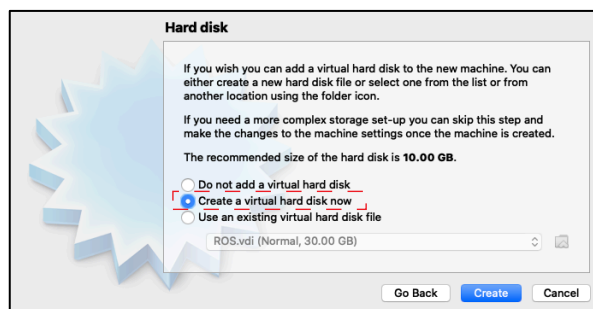 Hard disk
If you wish you can add a virtual hard disk to the new machine. You can
either create a new hard disk file or select one from the list or from
another location using the folder icon.
If you need a more complex storage set-up you can skip this step and
make the changes to the machine settings once the machine is created.
The recommended size of the hard disk is 10.00 GB.
Do not add a virtual hard disk
Create a virtual hard disk now
Use an existing virtual hard disk file
ROS.vdi (Normal, 30.00 GB)
Go Back Create Cancel